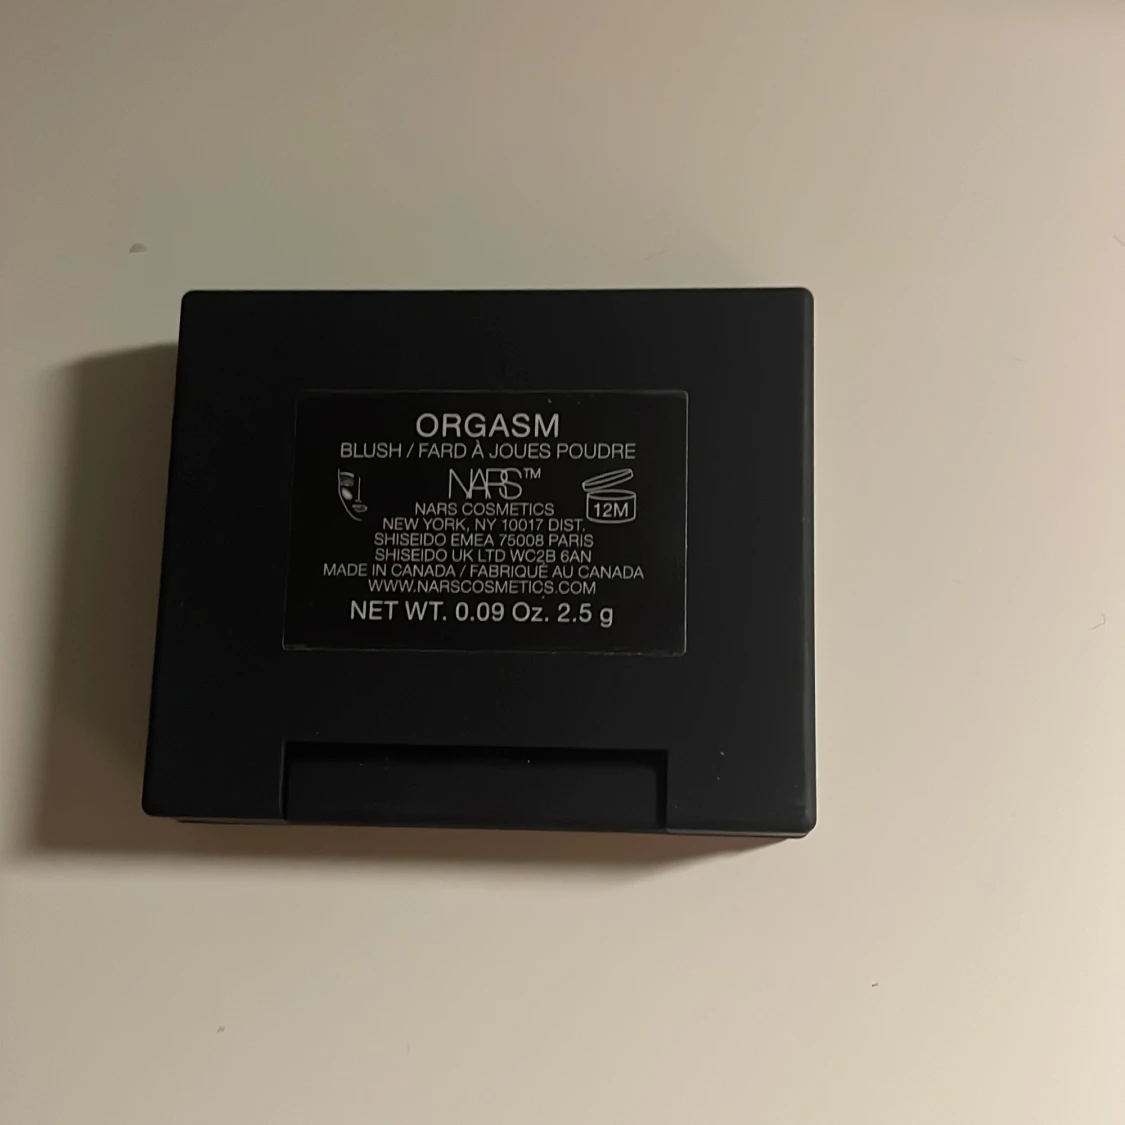 ORGASM
BLUSH / FARD À JOUES POUDRE
NARS™
12M
NARS COSMETICS
NEW YORK, NY 10017 DIST.
SHISEIDO EMEA 75008 PARIS
SHISEIDO UK LTD WC2B 6AN
MADE IN CANADA / FABRIQUÉ AU CANADA
WWW.NARSCOSMETICS.COM
NET WT. 0.09 Oz. 2.5 g